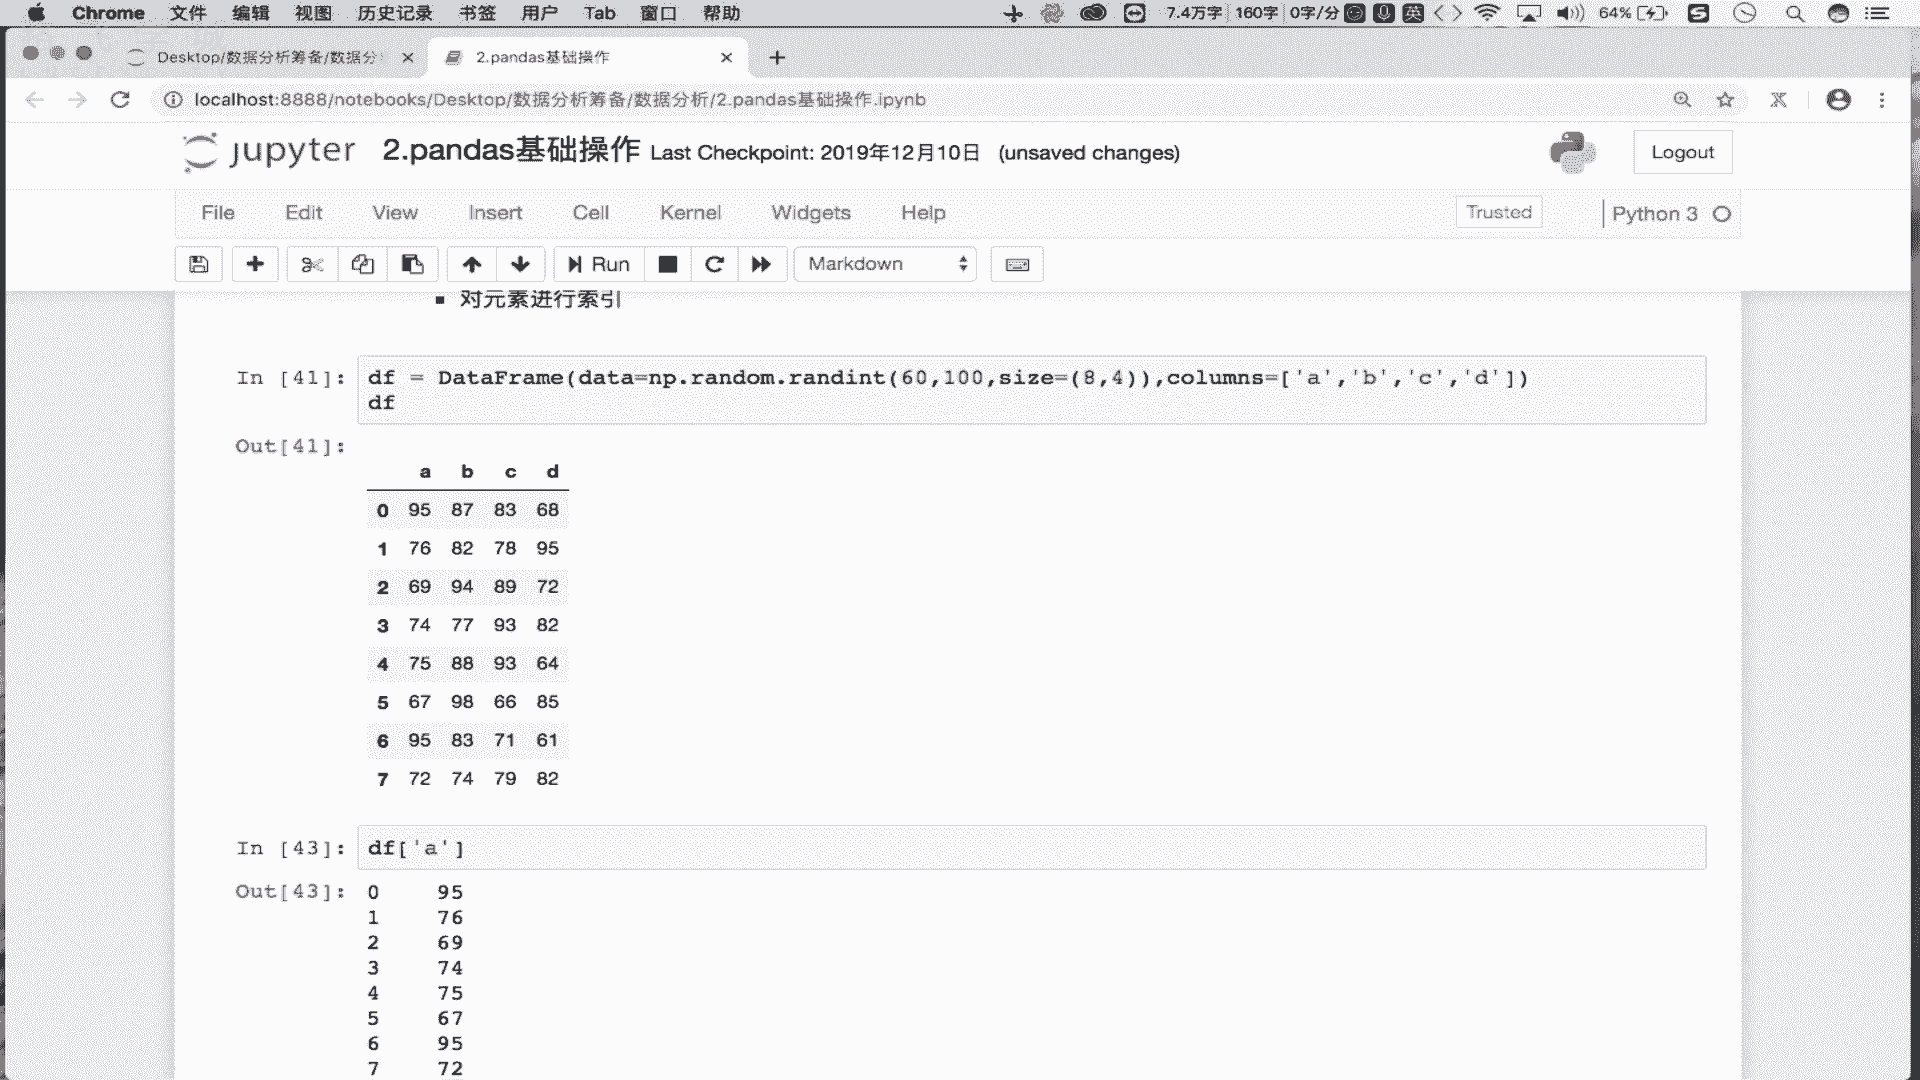 Chrome 文件 编辑 视图 历史记录 书签 用户 Tab 窗口 帮助 7.4万字 160字 0字/分 英 64%
Desktop/数据分析筹备/数据分 2.pandas基础操作
localhost:8888/notebooks/Desktop/数据分析筹备/数据分析/2.pandas基础操作.ipynb
jupyter 2.pandas基础操作 Last Checkpoint: 2019年12月10日 (unsaved changes) Logout
File Edit View Insert Cell Kernel Widgets Help Trusted Python 3
Run Markdown
对元素进行索引
In [41]: df = DataFrame(data=np.random.randint(60,100,size=(8,4)),columns=['a','b','c','d'])
df
Out[41]:
a b c d
0 95 87 83 68
1 76 82 78 95
2 69 94 89 72
3 74 77 93 82
4 75 88 93 64
5 67 98 66 85
6 95 83 71 61
7 72 74 79 82
In [43]: df['a']
Out[43]: 0 95
1 76
2 69
3 74
4 75
5 67
6 95
7 72